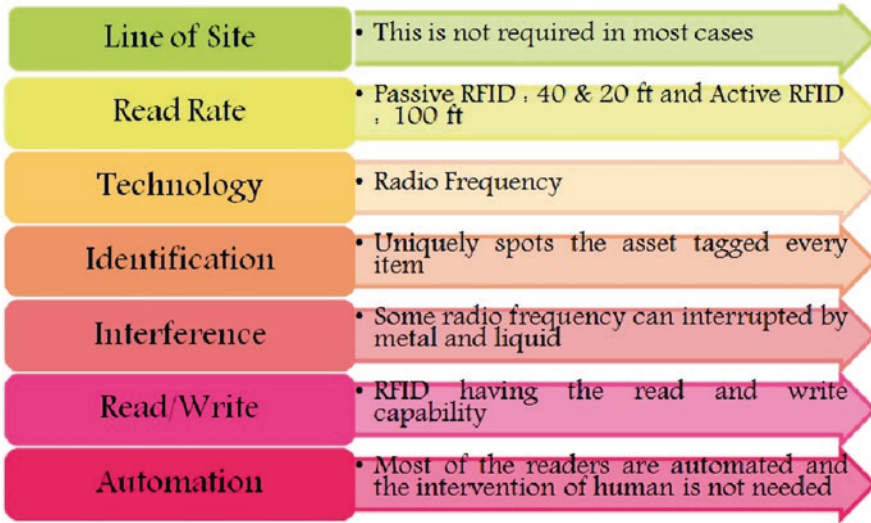 Line of Site
• This is not required in most cases
Read Rate
• Passive RFID : 40 & 20 ft and Active RFID
: 100 ft
Technology
• Radio Frequency
Identification
• Uniquely spots the asset tagged every
item
Interference
• Some radio frequency can interrupted by
metal and liquid
Read/Write
• RFID having the read and write
capability
Automation
• Most of the readers are automated and
the intervention of human is not needed